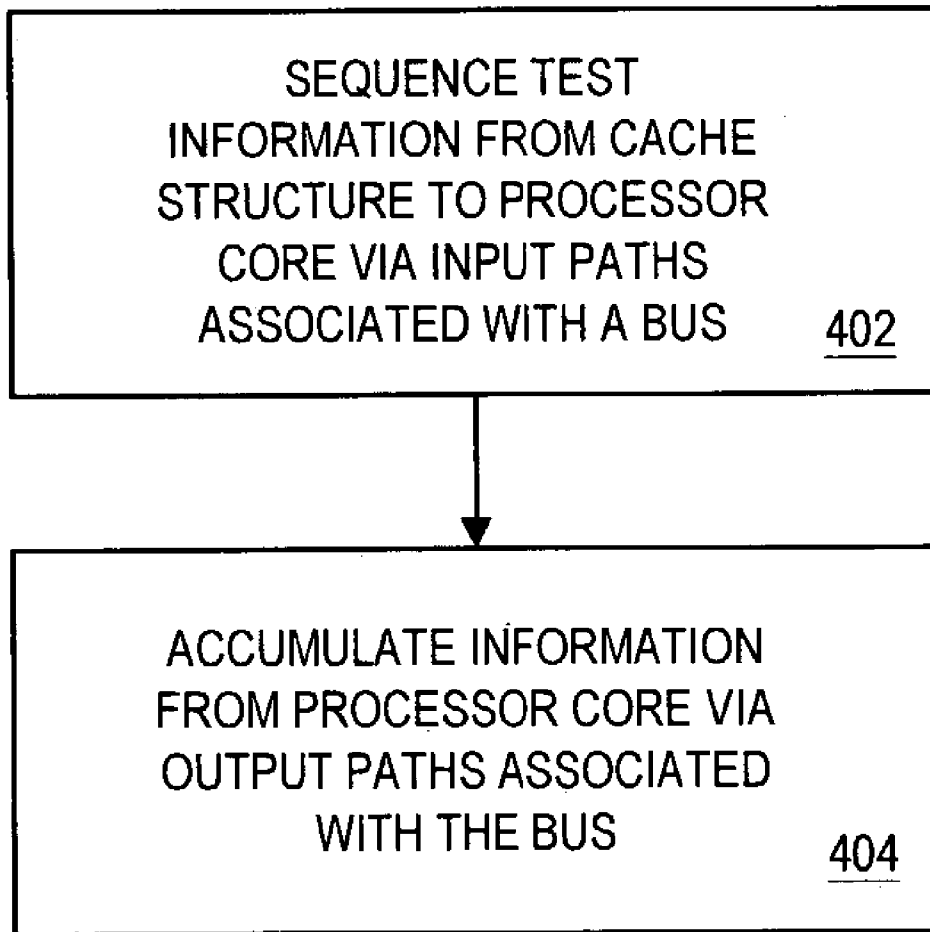 SEQUENCE TEST
INFORMATION FROM CACHE
STRUCTURE TO PROCESSOR
CORE VIA INPUT PATHS
ASSOCIATED WITH A BUS
402
ACCUMULATE INFORMATION
FROM PROCESSOR CORE VIA
OUTPUT PATHS ASSOCIATED
WITH THE BUS
404